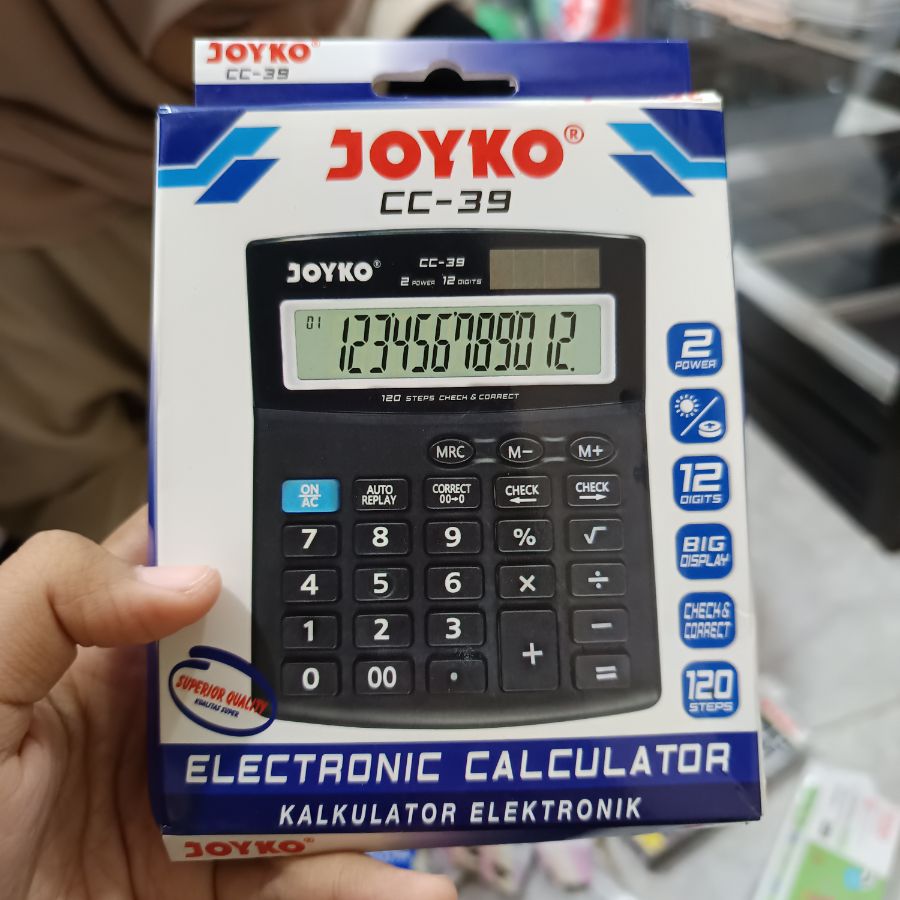 JOYKO®
CC-39
JOYKO®
CC-39
JOYKO®
CC-39
2 POWER 12 DIGITS
01
123456789012.
120 STEPS CHECK & CORRECT
MRC M− M+
ON AC
AUTO REPLAY
CORRECT 00→0
CHECK ←
CHECK →
7 8 9 % √
4 5 6 × ÷
1 2 3 + −
0 00 . =
2 POWER
12 DIGITS
BIG DISPLAY
CHECK & CORRECT
120 STEPS
SUPERIOR QUALITY
KUALITAS SUPER
ELECTRONIC CALCULATOR
KALKULATOR ELEKTRONIK
JOYKO®